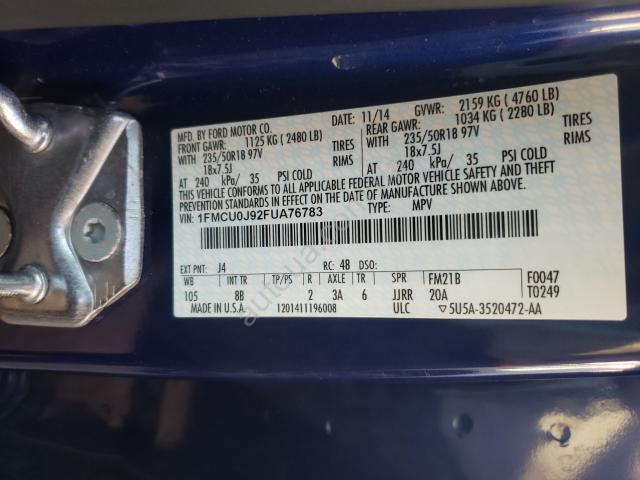 MFD. BY FORD MOTOR CO.
DATE: 11/14 GVWR: 2159 KG ( 4760 LB)
FRONT GAWR: 1125 KG ( 2480 LB) REAR GAWR: 1034 KG ( 2280 LB)
WITH 235/50R18 97V TIRES WITH 235/50R18 97V TIRES
18x7.5J RIMS 18x7.5J RIMS
AT 240 kPa/ 35 PSI COLD AT 240 kPa/ 35 PSI COLD
THIS VEHICLE CONFORMS TO ALL APPLICABLE FEDERAL MOTOR VEHICLE SAFETY AND THEFT
PREVENTION STANDARDS IN EFFECT ON THE DATE OF MANUFACTURE SHOWN ABOVE.
VIN: 1FMCU0J92FUA76783 TYPE: MPV
EXT PNT: J4 RC: 48 DSO:
WB INT TR TP/PS R AXLE TR SPR FM21B F0047
105 8B 2 3A 6 JJRR 20A T0249
MADE IN U.S.A. 1201411196008 ULC ▽5U5A-3520472-AA